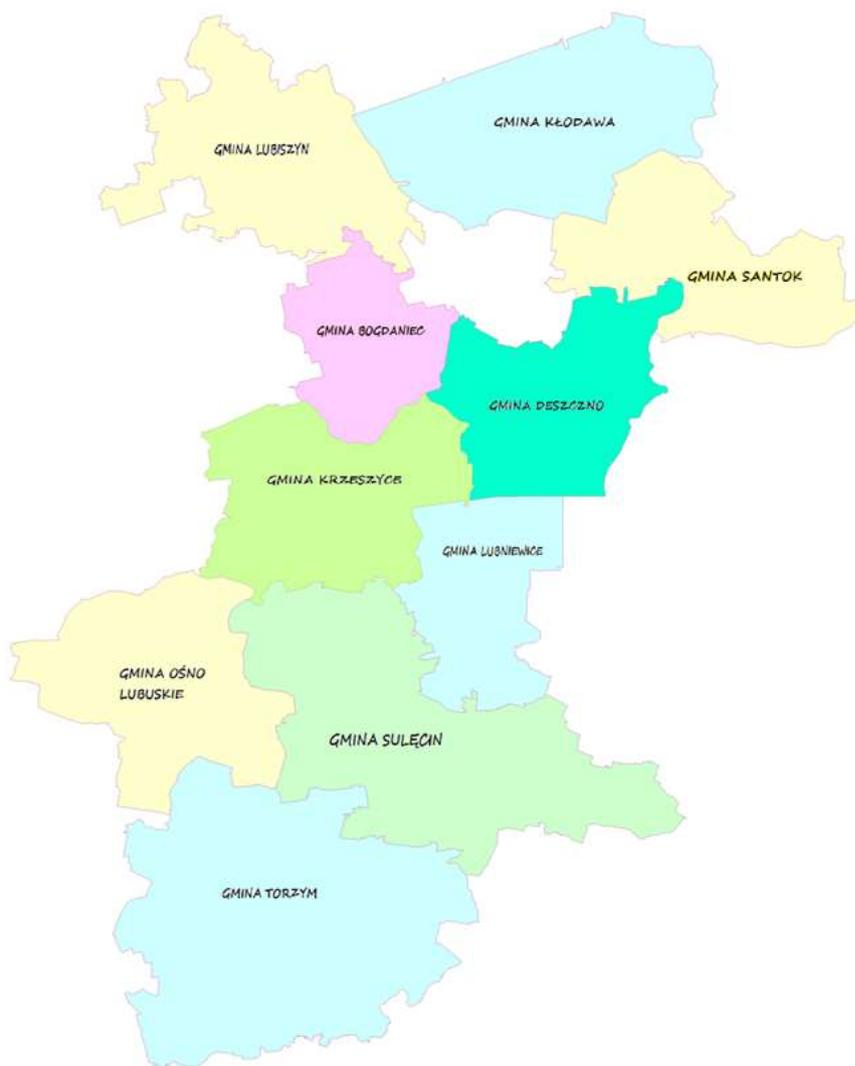 GMINA KŁODAWA
GMINA LUBISZYN
GMINA SANTOK
GMINA BOGDANIEC
GMINA DESZCZNO
GMINA KRZESZYCE
GMINA LUBNIEWICE
GMINA OŚNO
LUBUSKIE
GMINA SULĘCIN
GMINA TORZYM